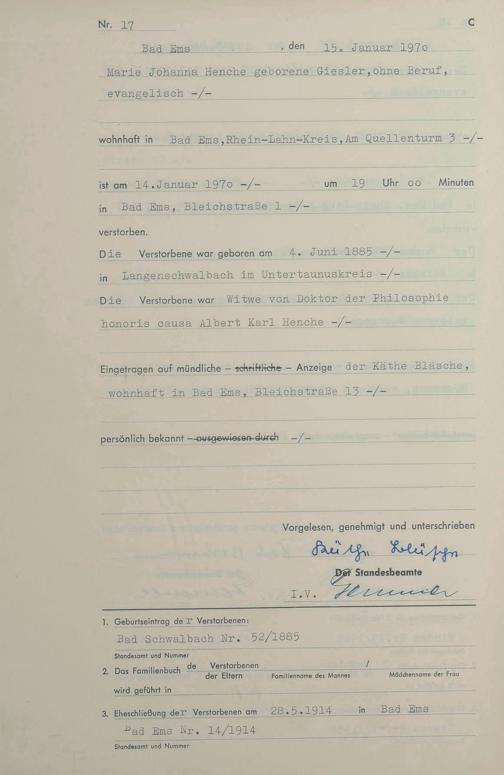 Nr. 17 C
Bad Ems , den 15. Januar 1970
Marie Johanna Henche geborene Giesler,ohne Beruf,
evangelisch -/-
wohnhaft in Bad Ems,Rhein-Lahn-Kreis,Am Quellenturm 3 -/-
ist am 14.Januar 1970 -/- um 19 Uhr oo Minuten
in Bad Ems, Bleichstraße 1 -/-
verstorben.
Die Verstorbene war geboren am 4. Juni 1885 -/-
in Langenschwalbach im Untertaunuskreis -/-
Die Verstorbene war Witwe von Doktor der Philosophie
honoris causa Albert Karl Henche -/-
Eingetragen auf mündliche – schriftliche – Anzeige der Käthe Bläsche,
wohnhaft in Bad Ems, Bleichstraße 13 -/-
persönlich bekannt – ausgewiesen durch -/-
Vorgelesen, genehmigt und unterschrieben
Käthe Bläsche
Der Standesbeamte
I.V.
1. Geburtseintrag der Verstorbenen:
Bad Schwalbach Nr. 52/1885
Standesamt und Nummer
2. Das Familienbuch de Verstorbenen /
der Eltern Familienname des Mannes Mädchenname der Frau
wird geführt in
3. Eheschließung der Verstorbenen am 28.5.1914 in Bad Ems
Bad Ems Nr. 14/1914
Standesamt und Nummer